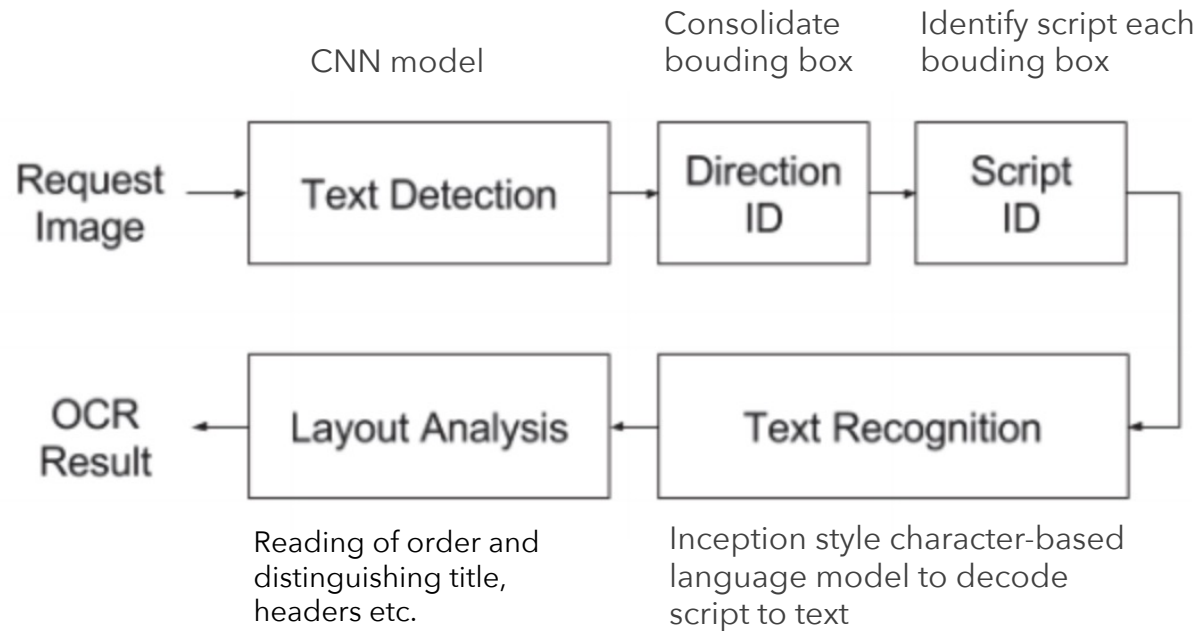 CNN model
Consolidate
bouding box
Identify script each
bouding box
Request
Image
Text Detection
Direction
ID
Script
ID
OCR
Result
Layout Analysis
Text Recognition
Reading of order and
distinguishing title,
headers etc.
Inception style character-based
language model to decode
script to text